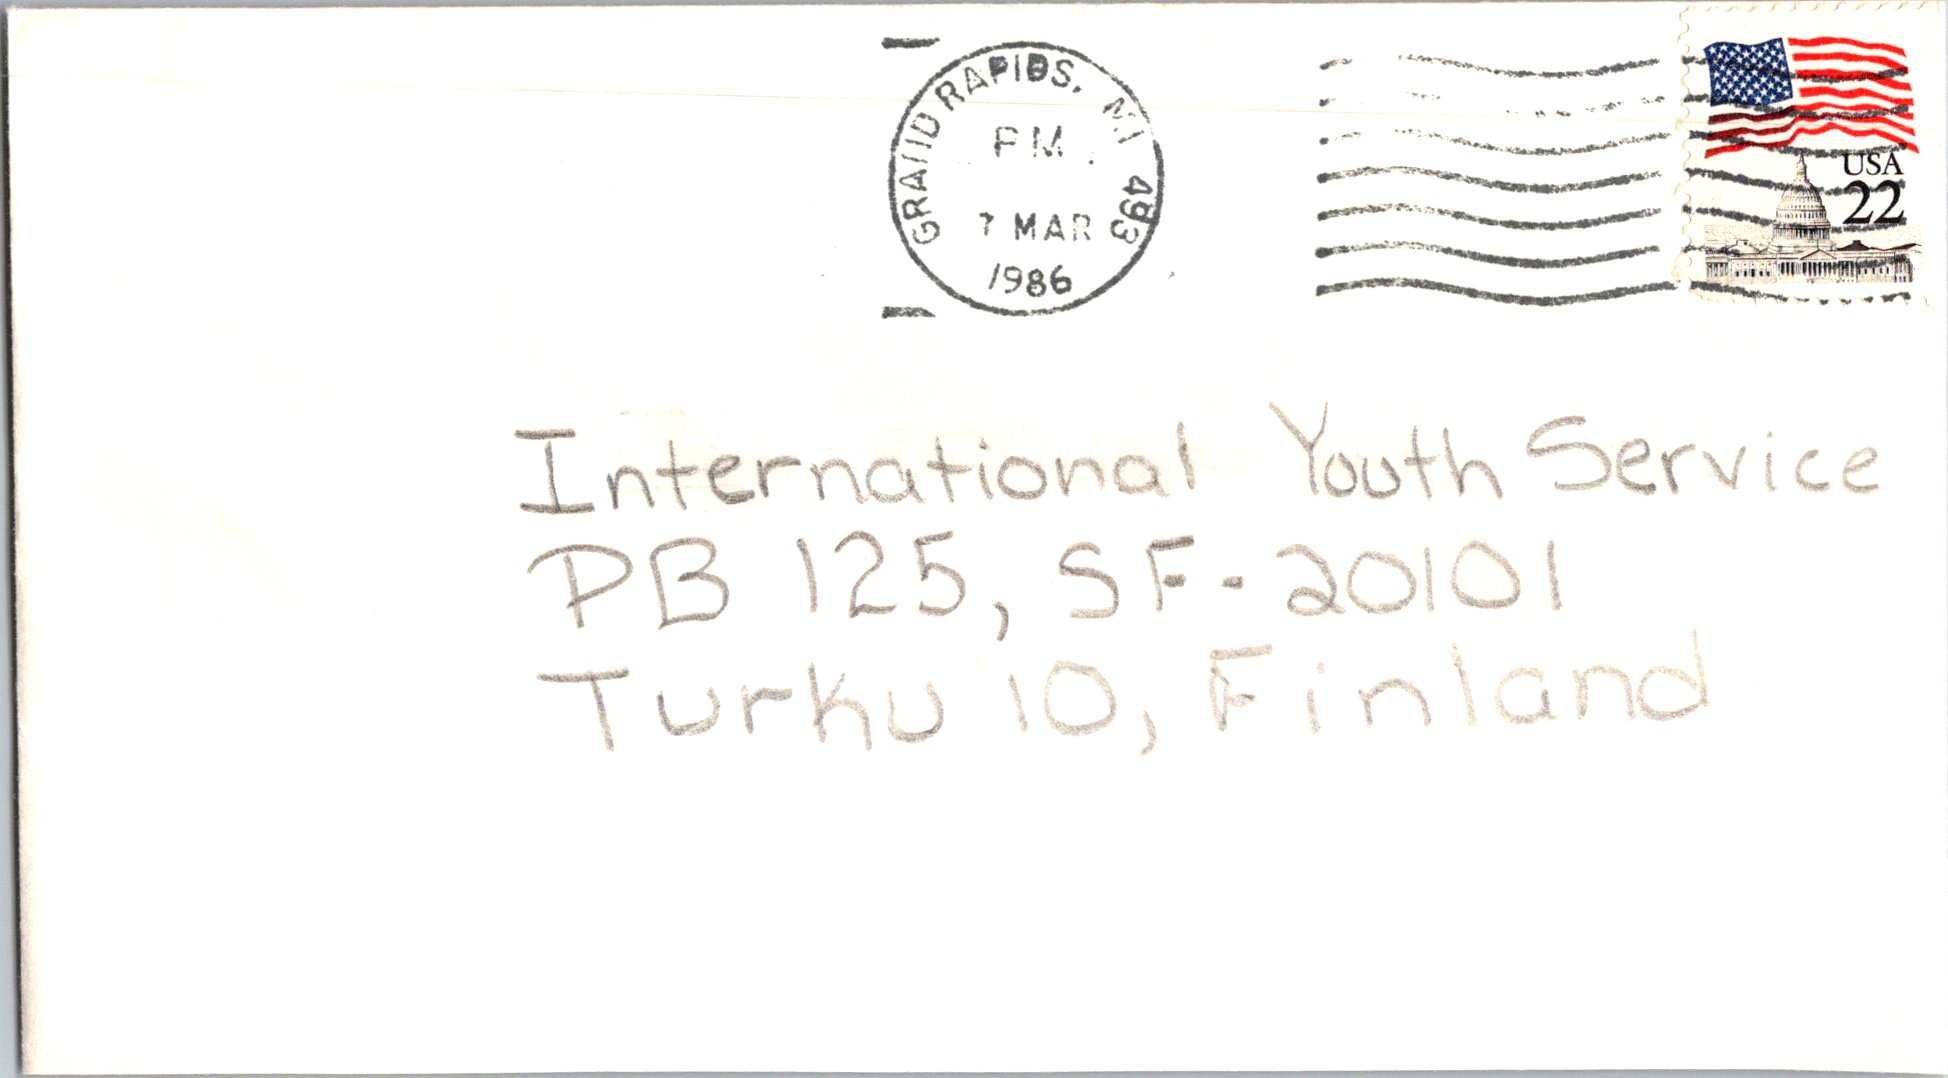 GRAND RAPIDS, MI 493
PM
7 MAR
1986
USA
22
International Youth Service
PB 125, SF-20101
Turku 10, Finland